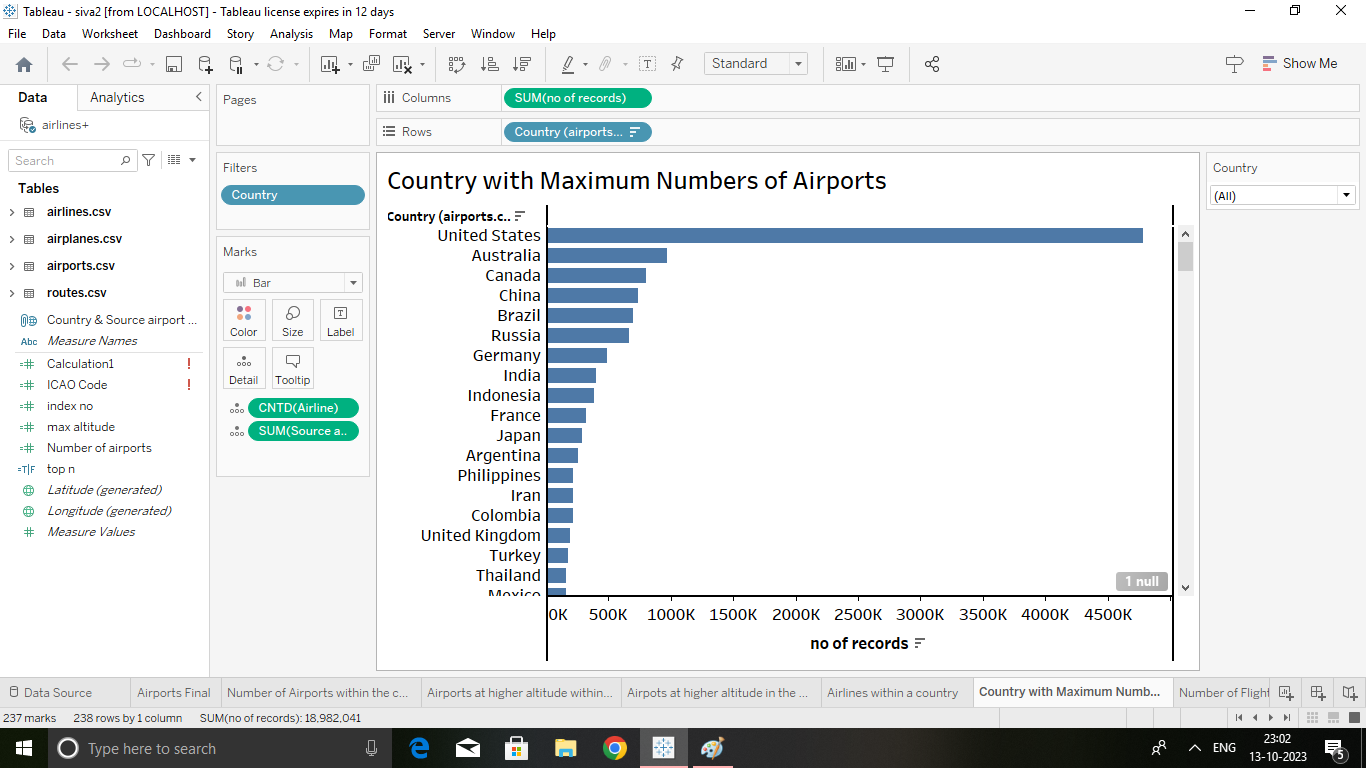 Tableau - siva2 [from LOCALHOST] - Tableau license expires in 12 days
File Data Worksheet Dashboard Story Analysis Map Format Server Window Help
Standard
Show Me
Data Analytics
airlines+
Search
Tables
airlines.csv
airplanes.csv
airports.csv
routes.csv
Country & Source airport ...
Abc Measure Names
Calculation1 !
ICAO Code !
index no
max altitude
Number of airports
=T|F top n
Latitude (generated)
Longitude (generated)
Measure Values
Pages
Filters
Country
Marks
Bar
Color Size Label
Detail Tooltip
CNTD(Airline)
SUM(Source a..
Columns SUM(no of records)
Rows Country (airports...
Country with Maximum Numbers of Airports
Country (airports.c..
United States
Australia
Canada
China
Brazil
Russia
Germany
India
Indonesia
France
Japan
Argentina
Philippines
Iran
Colombia
United Kingdom
Turkey
Thailand
Mexico
1 null
0K 500K 1000K 1500K 2000K 2500K 3000K 3500K 4000K 4500K
no of records
Country
(All)
Data Source Airports Final Number of Airports within the c... Airports at higher altitude within... Airpots at higher altitude in the ... Airlines within a country Country with Maximum Numb... Number of Flight
237 marks 238 rows by 1 column SUM(no of records): 18,982,041
Type here to search
ENG
23:02
13-10-2023
5